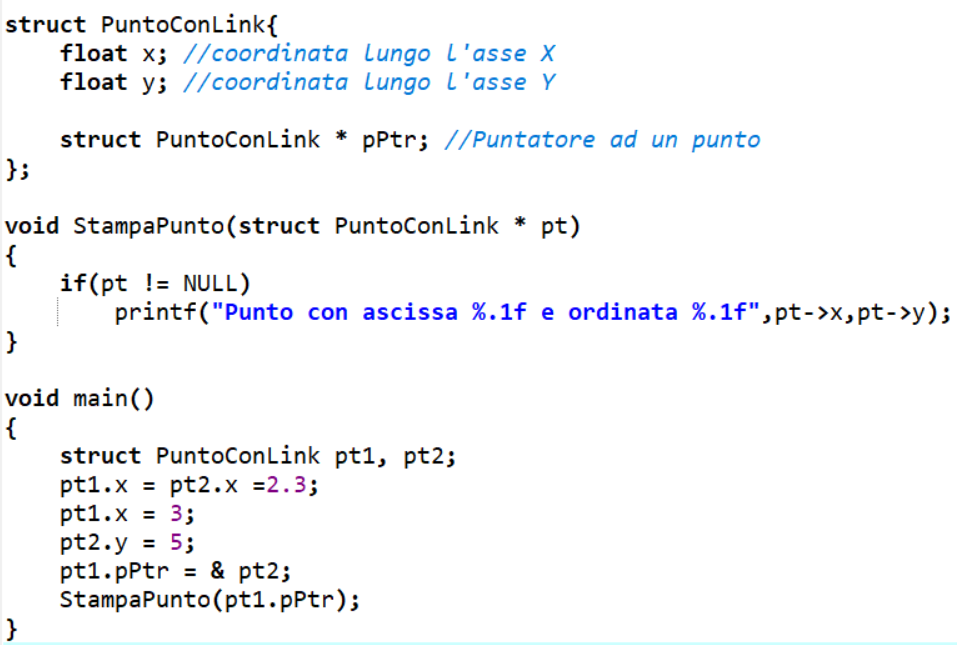 struct PuntoConLink{
float x; //coordinata lungo l'asse X
float y; //coordinata lungo l'asse Y
struct PuntoConLink * pPtr; //Puntatore ad un punto
};
void StampaPunto(struct PuntoConLink * pt)
{
if(pt != NULL)
printf("Punto con ascissa %.1f e ordinata %.1f",pt->x,pt->y);
}
void main()
{
struct PuntoConLink pt1, pt2;
pt1.x = pt2.x =2.3;
pt1.x = 3;
pt2.y = 5;
pt1.pPtr = & pt2;
StampaPunto(pt1.pPtr);
}